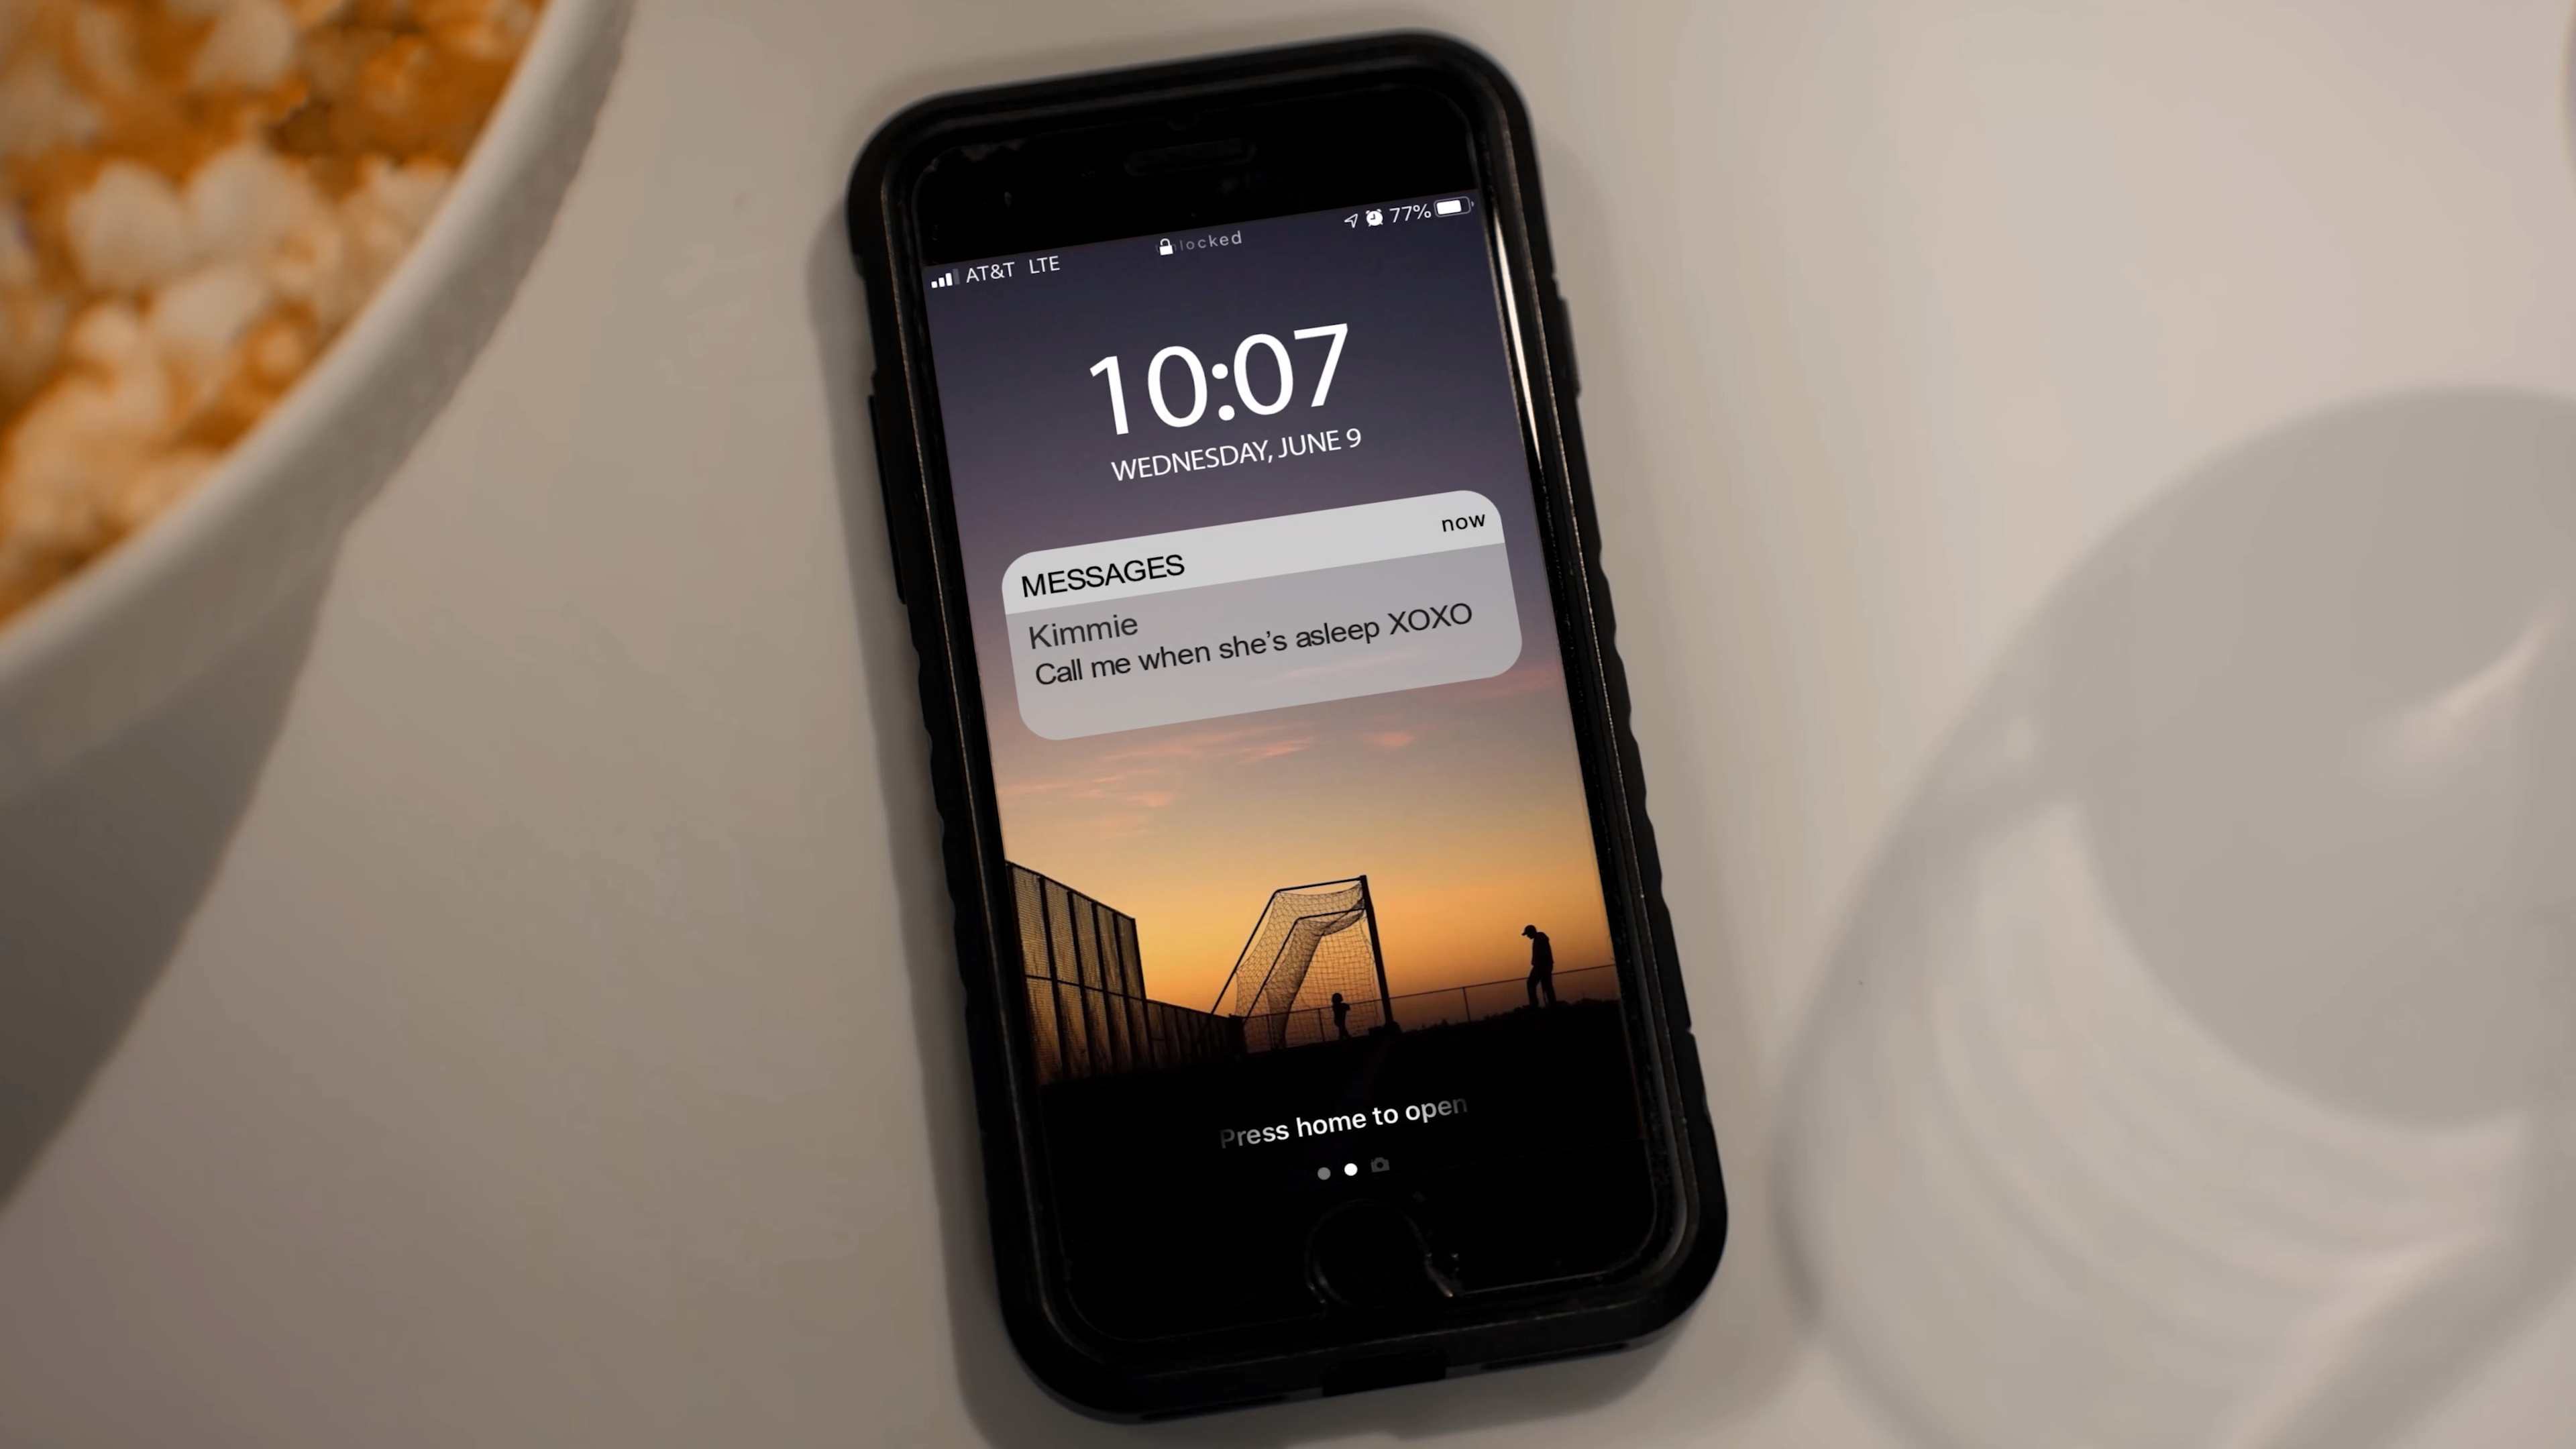 AT&T LTE
locked
77%
10:07
WEDNESDAY, JUNE 9
MESSAGES
now
Kimmie
Call me when she’s asleep XOXO
Press home to open